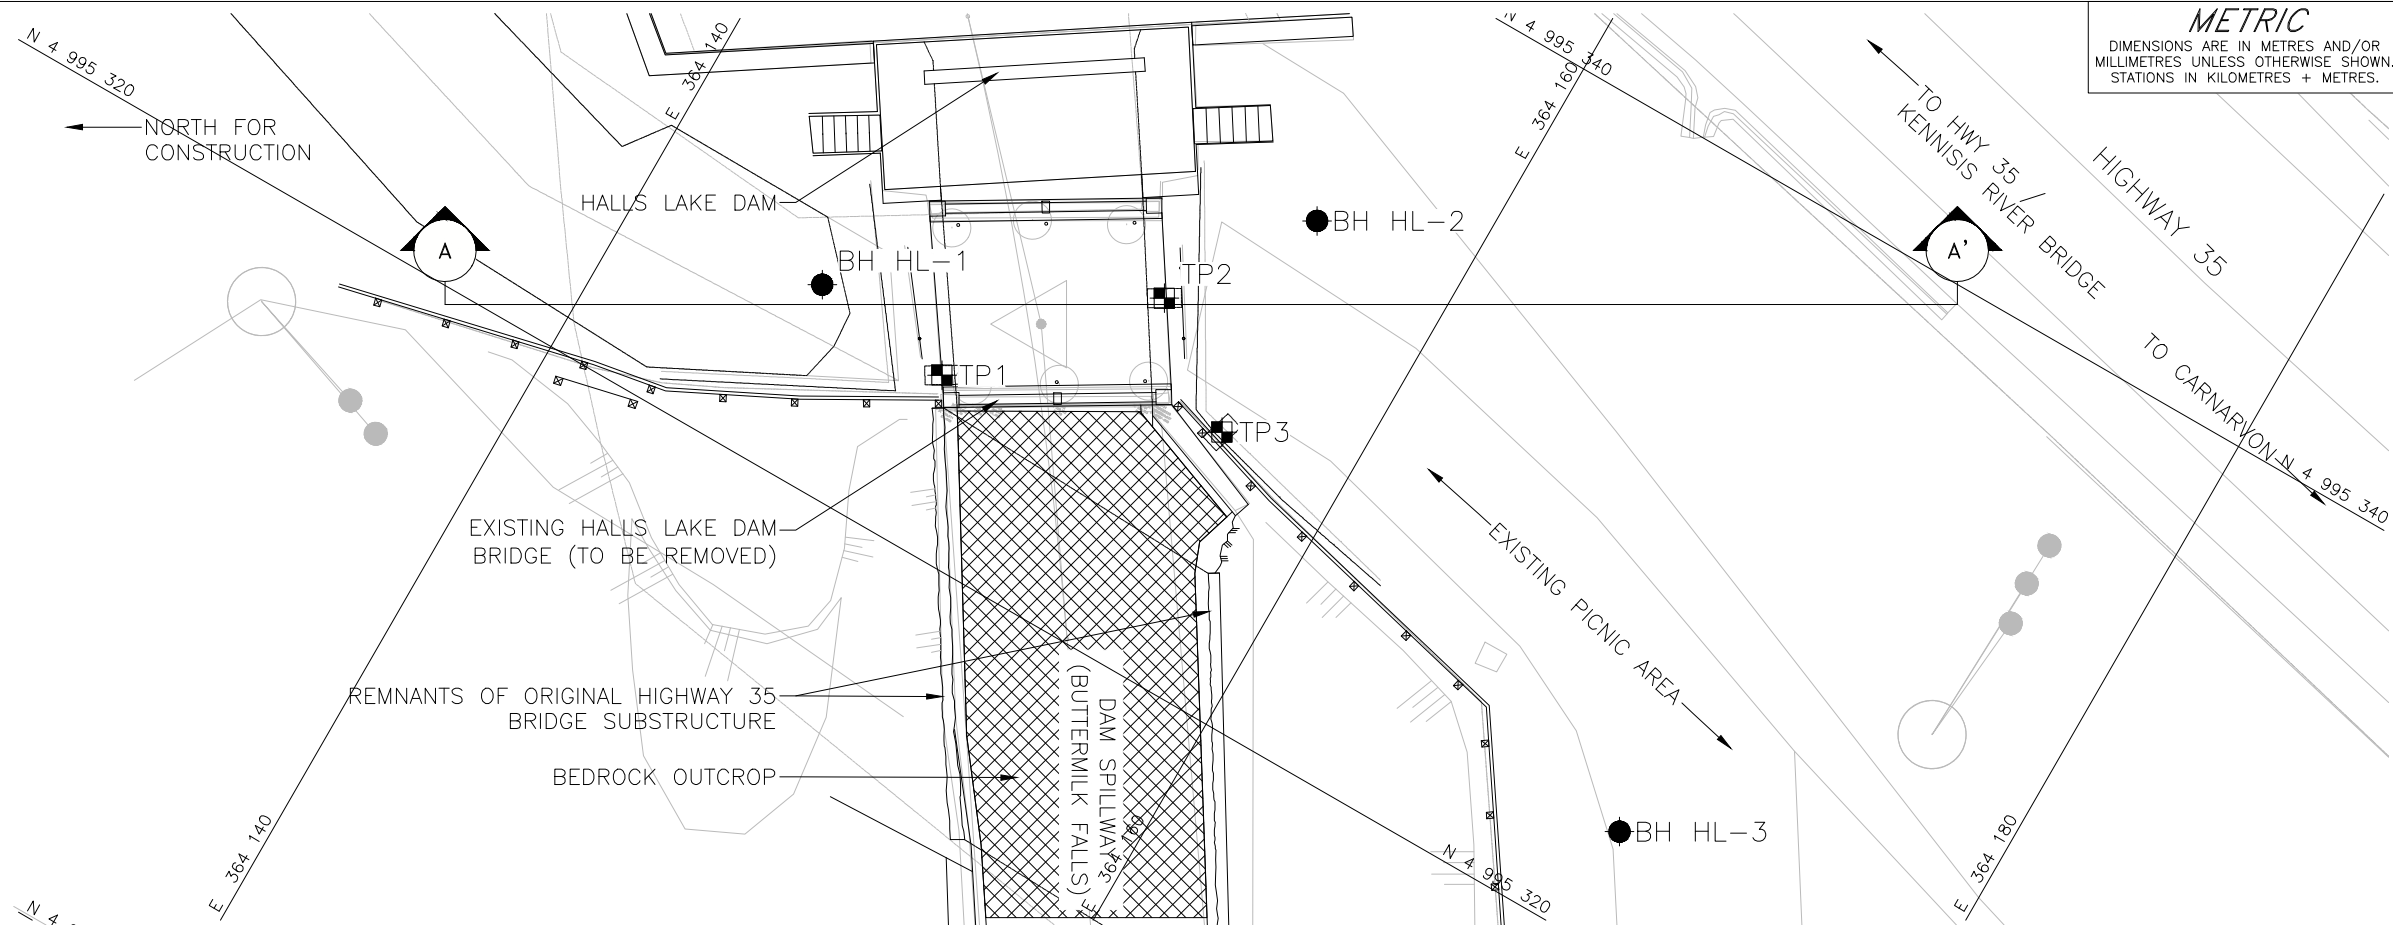 METRIC
DIMENSIONS ARE IN METRES AND/OR
MILLIMETRES UNLESS OTHERWISE SHOWN.
STATIONS IN KILOMETRES + METRES.
N 4 995 320
E 364 140
N 4 995 340
E 364 160
NORTH FOR
CONSTRUCTION
TO HWY 35 /
KENNISIS RIVER BRIDGE
HIGHWAY 35
HALLS LAKE DAM
BH HL-2
A
A'
BH HL-1
TP2
TO CARNARVON
TP1
TP3
N 4 995 340
EXISTING HALLS LAKE DAM
BRIDGE (TO BE REMOVED)
EXISTING PICNIC AREA
REMNANTS OF ORIGINAL HIGHWAY 35
BRIDGE SUBSTRUCTURE
DAM SPILLWAY
(BUTTERMILK FALLS)
BEDROCK OUTCROP
BH HL-3
E 364 140
E 364 160
N 4 995 320
E 364 180
N 4